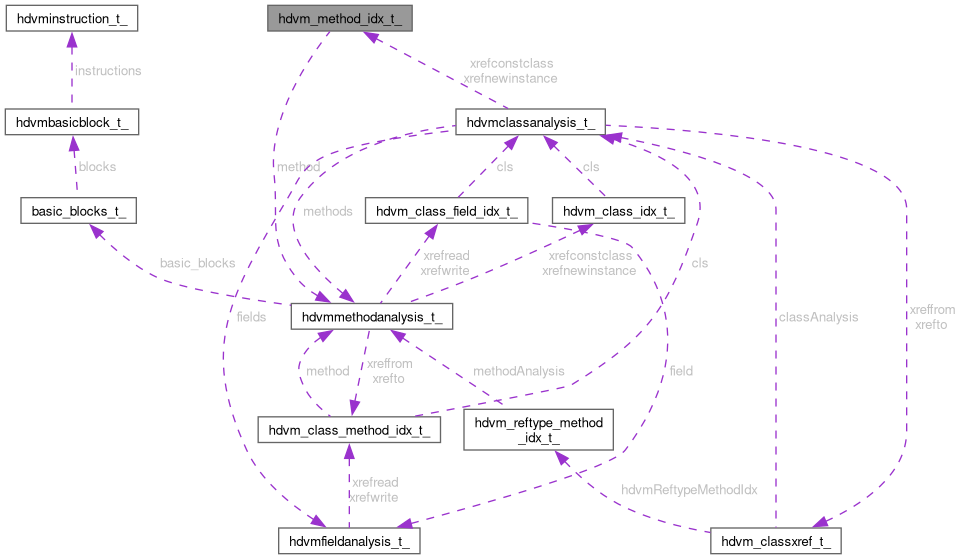 hdvminstruction_t_
hdvm_method_idx_t_
xrefconstclass
xrefnewinstance
instructions
hdvmbasicblock_t_
hdvmclassanalysis_t_
blocks
method
cls
cls
basic_blocks_t_
methods
hdvm_class_field_idx_t_
hdvm_class_idx_t_
basic_blocks
xrefread
xrefwrite
xrefconstclass
xrefnewinstance
cls
fields
hdvmmethodanalysis_t_
classAnalysis
xreffrom
xrefto
method
xreffrom
xrefto
methodAnalysis
field
hdvm_class_method_idx_t_
hdvm_reftype_method
_idx_t_
xrefread
xrefwrite
hdvmReftypeMethodIdx
hdvmfieldanalysis_t_
hdvm_classxref_t_